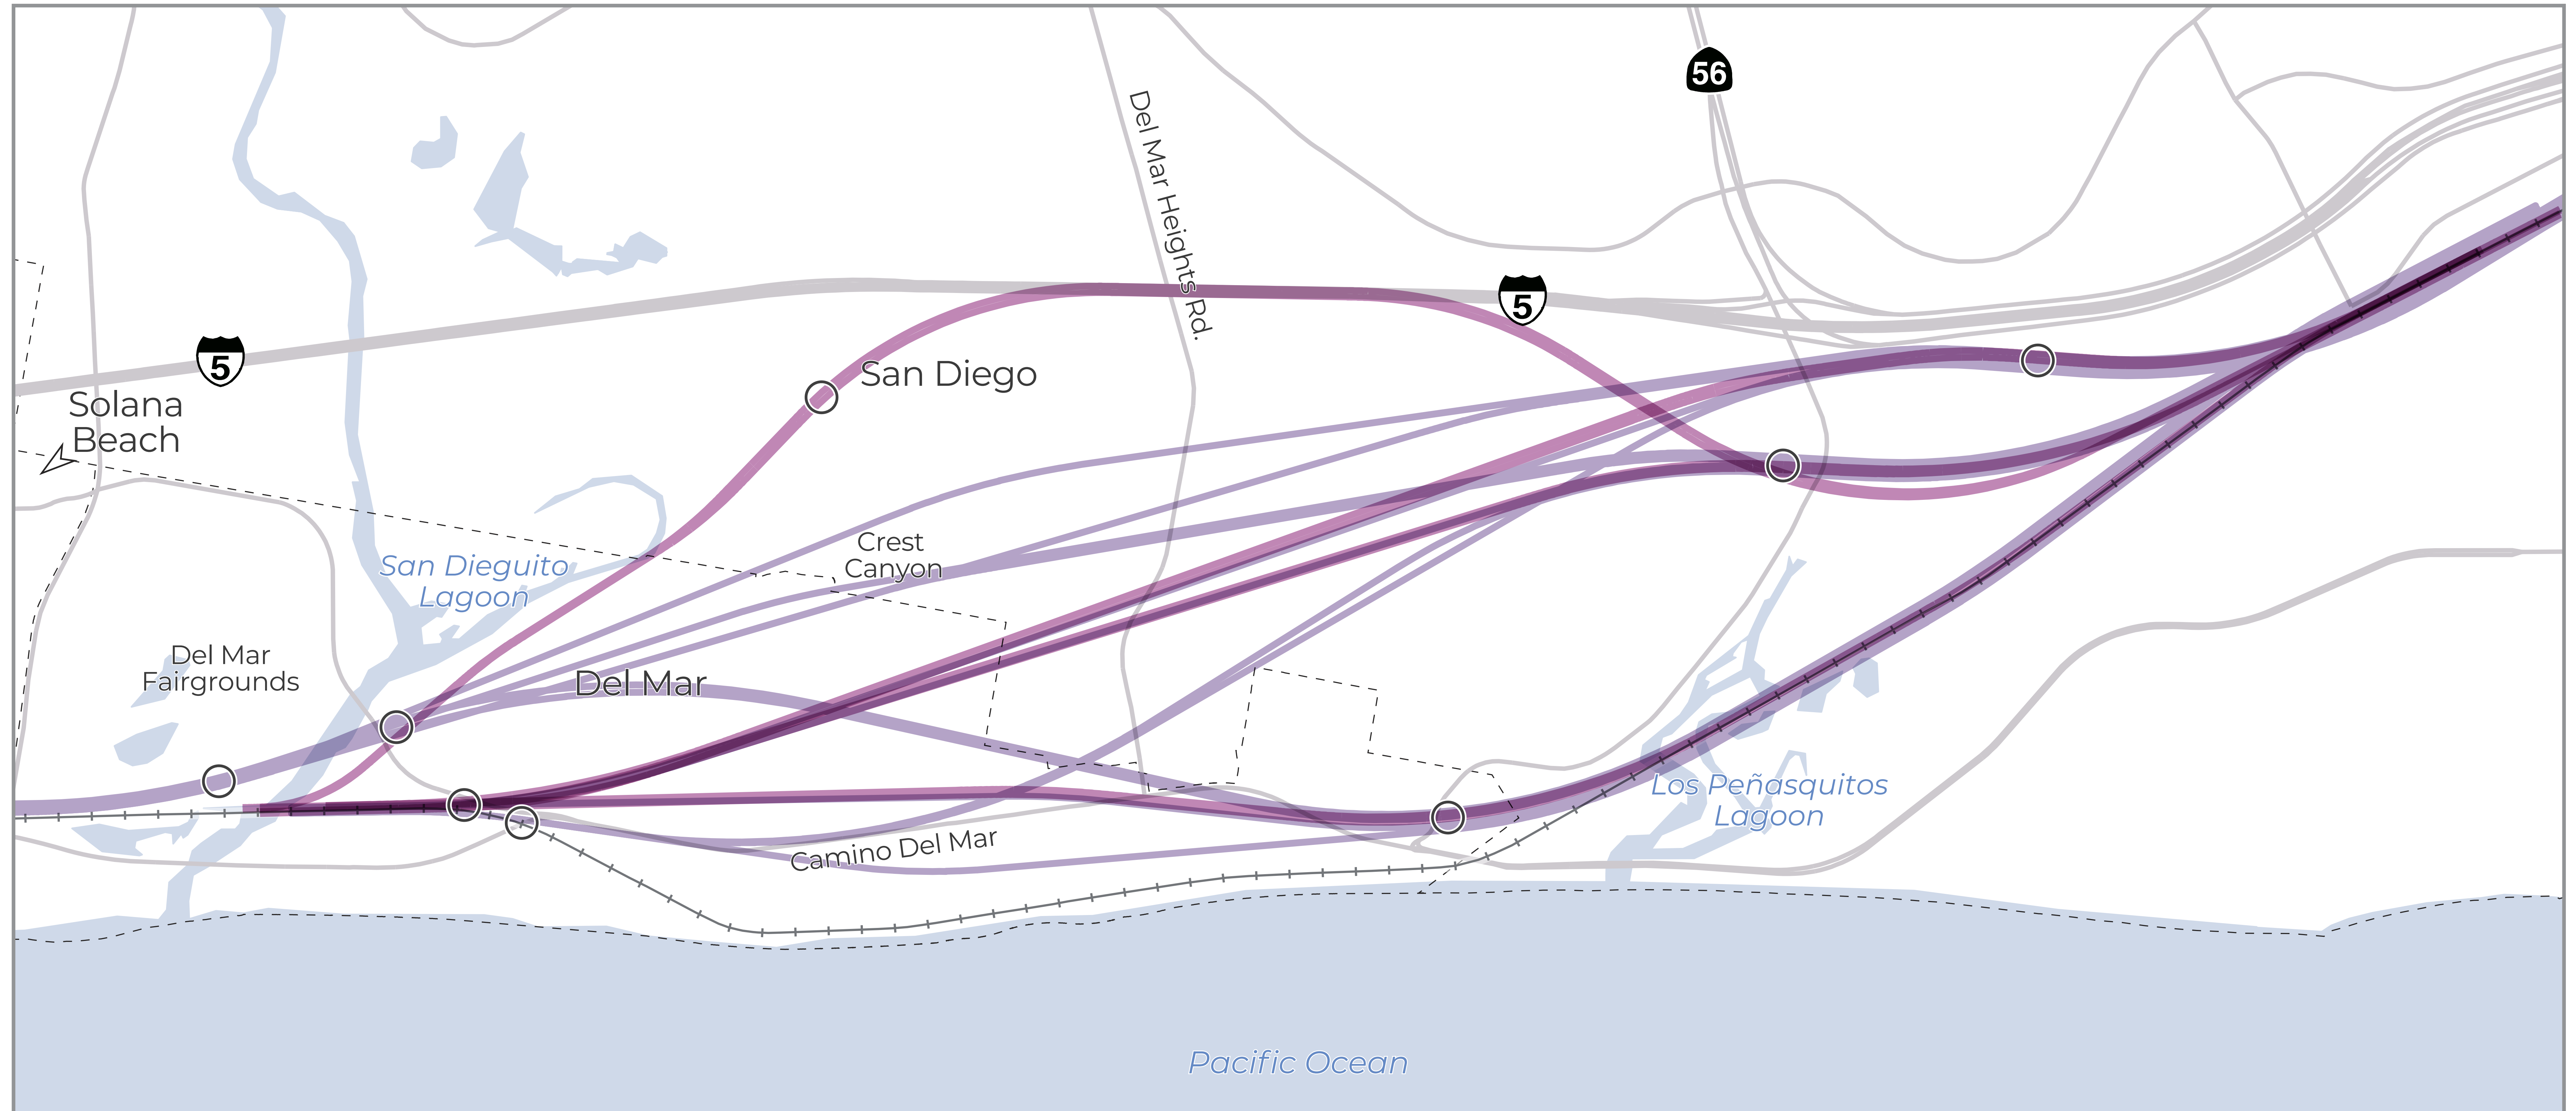 56
Del Mar Heights Rd.
5
5
San Diego
Solana
Beach
Crest
Canyon
San Dieguito
Lagoon
Del Mar
Fairgrounds
Del Mar
Los Peñasquitos
Lagoon
Camino Del Mar
Pacific Ocean